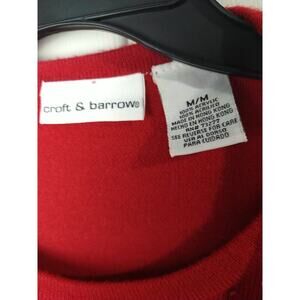 croft & barrow®
M/M
100% ACRYLIC
100% ACRILICO
MADE IN HONG KONG
HECHO EN HONG KONG
RN# 73277
SEE REVERSE FOR CARE
VER AL DORSO
PARA CUIDADO